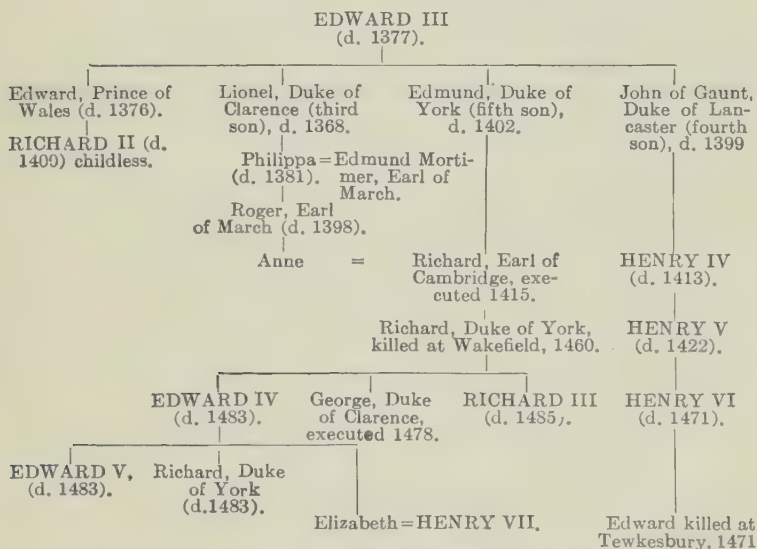 EDWARD III
(d. 1377).
Edward, Prince of
Wales (d. 1376).
RICHARD II (d.
1400) childless.
Lionel, Duke of
Clarence (third
son), d. 1368.
Philippa=Edmund Morti-
(d. 1381). mer, Earl of
March.
Roger, Earl
of March (d. 1398).
Anne =
Edmund, Duke of
York (fifth son),
d. 1402.
Richard, Earl of
Cambridge, exe-
cuted 1415.
Richard, Duke of York,
killed at Wakefield, 1460.
John of Gaunt,
Duke of Lan-
caster (fourth
son), d. 1399
HENRY IV
(d. 1413).
HENRY V
(d. 1422).
HENRY VI
(d. 1471).
Edward killed at
Tewkesbury, 1471
EDWARD IV
(d. 1483).
George, Duke
of Clarence,
executed 1478.
RICHARD III
(d. 1485).
EDWARD V,
(d. 1483).
Richard, Duke
of York
(d.1483).
Elizabeth=HENRY VII.